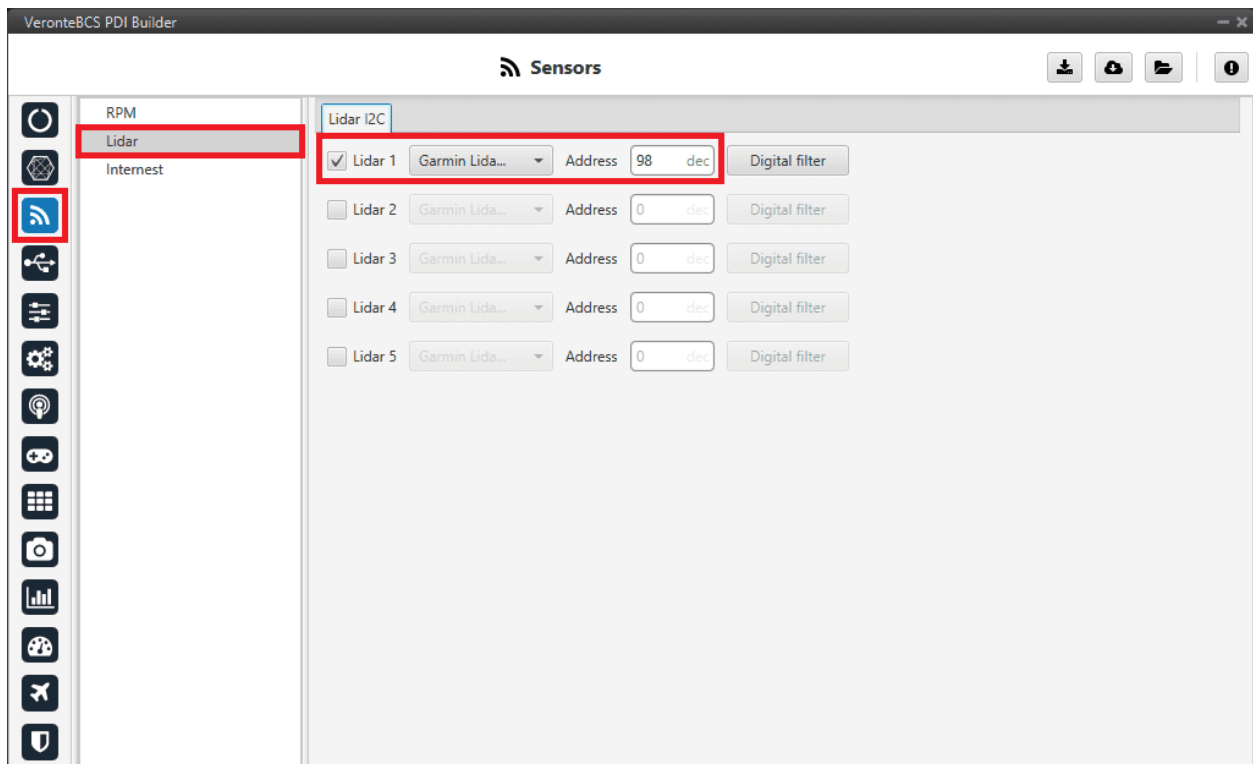 VeronteBCS PDI Builder
Sensors
RPM
Lidar
Internest
Lidar I2C
Lidar 1 Garmin Lida... Address 98 dec Digital filter
Lidar 2 Garmin Lida... Address 0 dec Digital filter
Lidar 3 Garmin Lida... Address 0 dec Digital filter
Lidar 4 Garmin Lida... Address 0 dec Digital filter
Lidar 5 Garmin Lida... Address 0 dec Digital filter